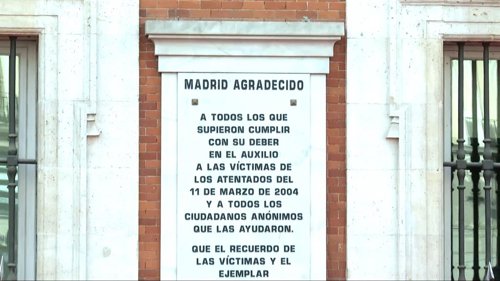 MADRID AGRADECIDO
A TODOS LOS QUE
SUPIERON CUMPLIR
CON SU DEBER
EN EL AUXILIO
A LAS VÍCTIMAS DE
LOS ATENTADOS DEL
11 DE MARZO DE 2004
Y A TODOS LOS
CIUDADANOS ANÓNIMOS
QUE LAS AYUDARON.
QUE EL RECUERDO DE
LAS VÍCTIMAS Y EL
EJEMPLAR